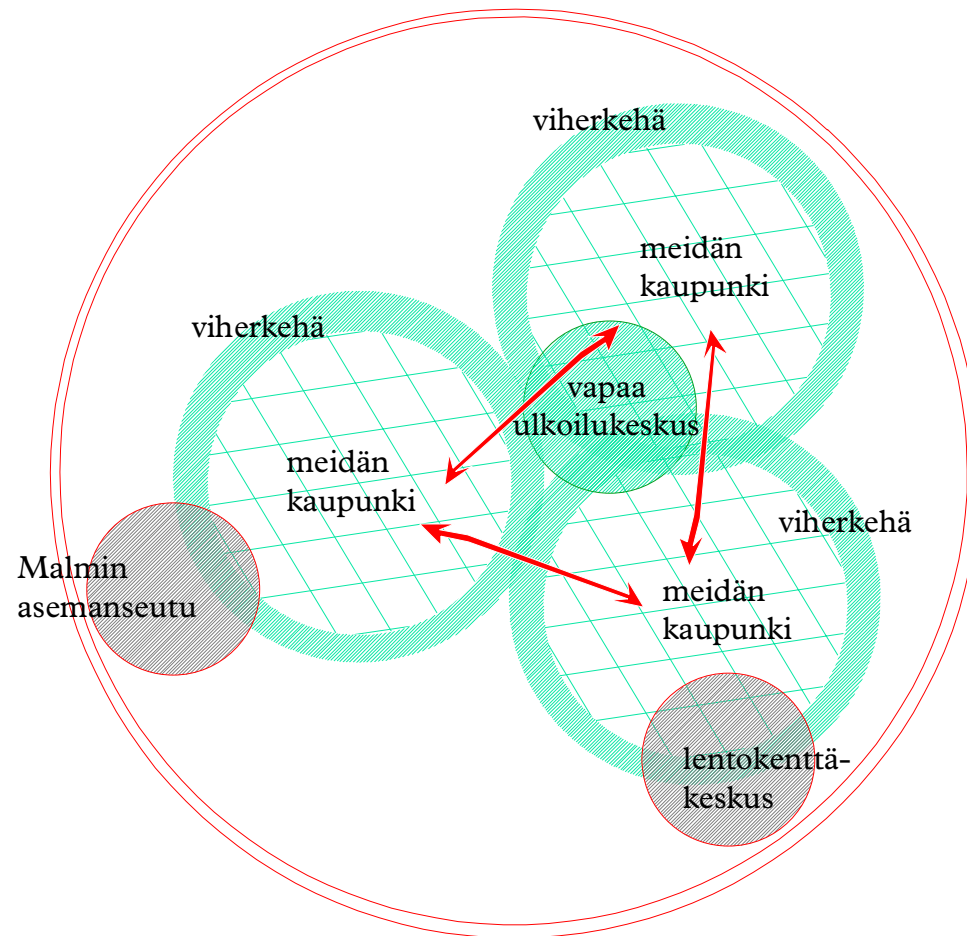 viherkehä
meidän
kaupunki
viherkehä
vapaa
ulkoilukeskus
meidän
kaupunki
viherkehä
Malmin
asemanseutu
meidän
kaupunki
lentokenttä-
keskus